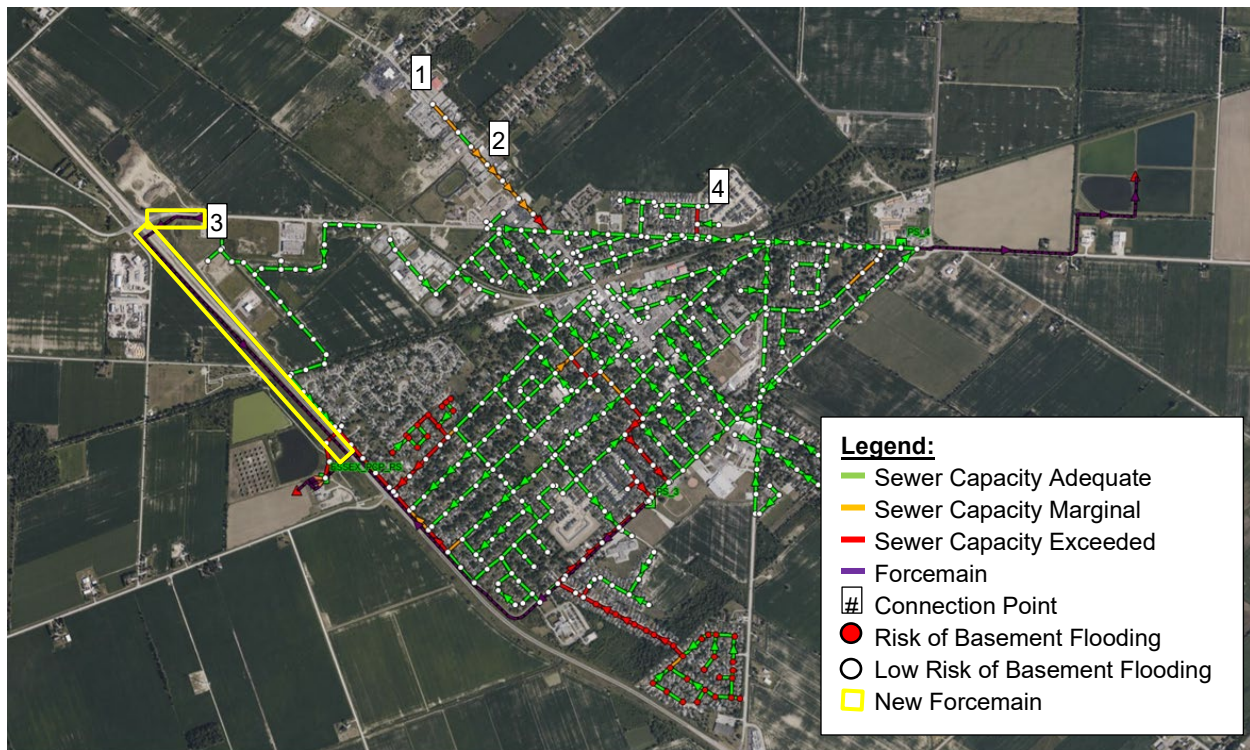 1
2
4
3
PS_3
Legend:
Sewer Capacity Adequate
Sewer Capacity Marginal
Sewer Capacity Exceeded
Forcemain
# Connection Point
Risk of Basement Flooding
Low Risk of Basement Flooding
New Forcemain